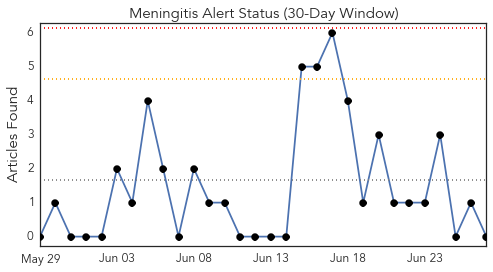 Meningitis Alert Status (30-Day Window)
Articles Found
6
5
4
3
2
1
0
May 29
Jun 03
Jun 08
Jun 13
Jun 18
Jun 23